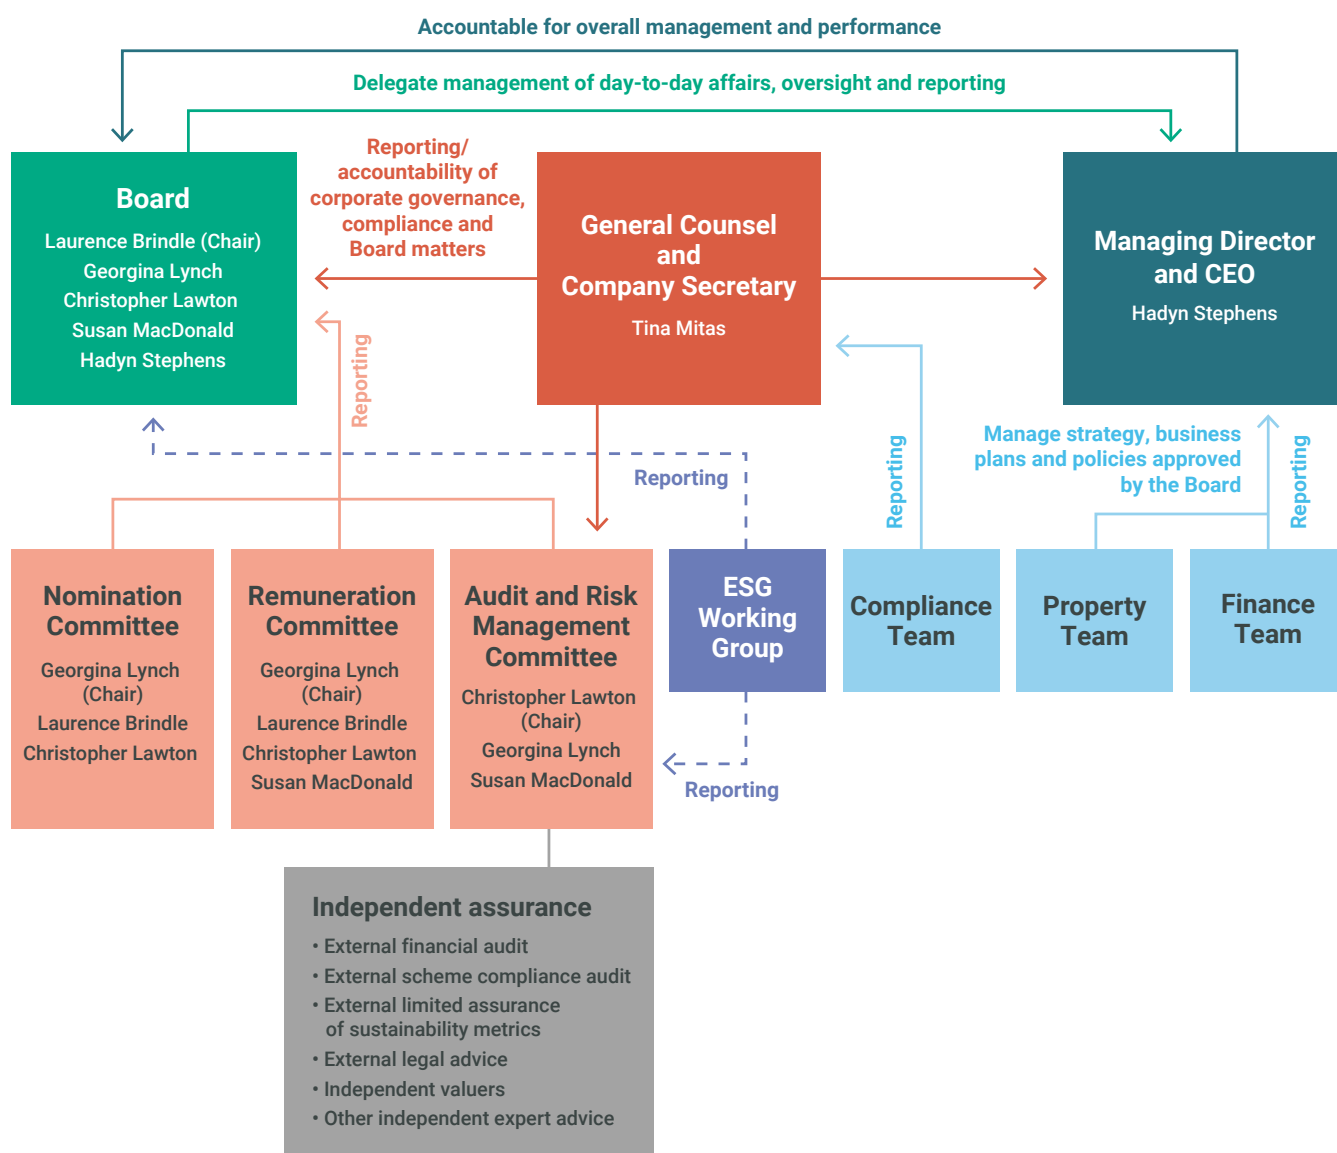 Accountable for overall management and performance
Delegate management of day-to-day affairs, oversight and reporting
Board
Laurence Brindle (Chair)
Georgina Lynch
Christopher Lawton
Susan MacDonald
Hadyn Stephens
Reporting/
accountability of
corporate governance,
compliance and
Board matters
General Counsel
and
Company Secretary
Tina Mitas
Managing Director
and CEO
Hadyn Stephens
Reporting
Reporting
Reporting
Manage strategy, business
plans and policies approved
by the Board
Reporting
Nomination
Committee
Georgina Lynch
(Chair)
Laurence Brindle
Christopher Lawton
Remuneration
Committee
Georgina Lynch
(Chair)
Laurence Brindle
Christopher Lawton
Susan MacDonald
Audit and Risk
Management
Committee
Christopher Lawton
(Chair)
Georgina Lynch
Susan MacDonald
ESG
Working
Group
Reporting
Compliance
Team
Property
Team
Finance
Team
Independent assurance
• External financial audit
• External scheme compliance audit
• External limited assurance
of sustainability metrics
• External legal advice
• Independent valuers
• Other independent expert advice